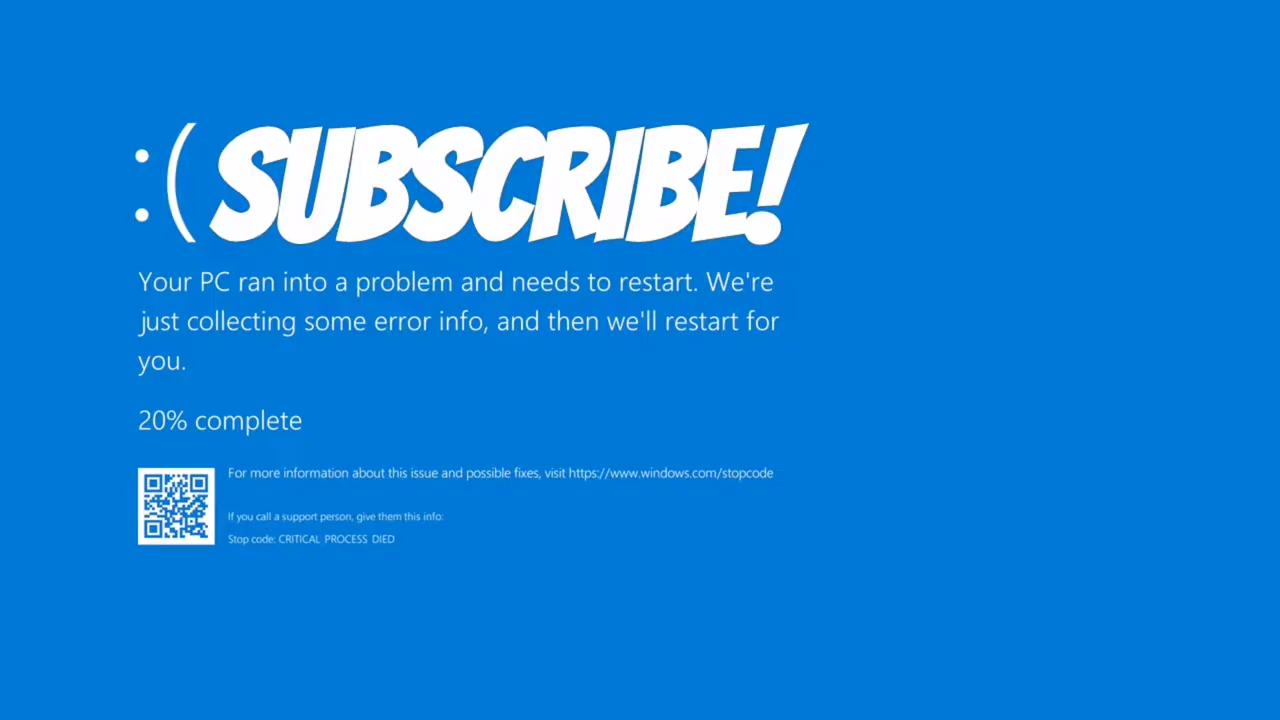 :( SUBSCRIBE!
Your PC ran into a problem and needs to restart. We're
just collecting some error info, and then we'll restart for
you.
20% complete
For more information about this issue and possible fixes, visit https://www.windows.com/stopcode
If you call a support person, give them this info:
Stop code: CRITICAL PROCESS DIED